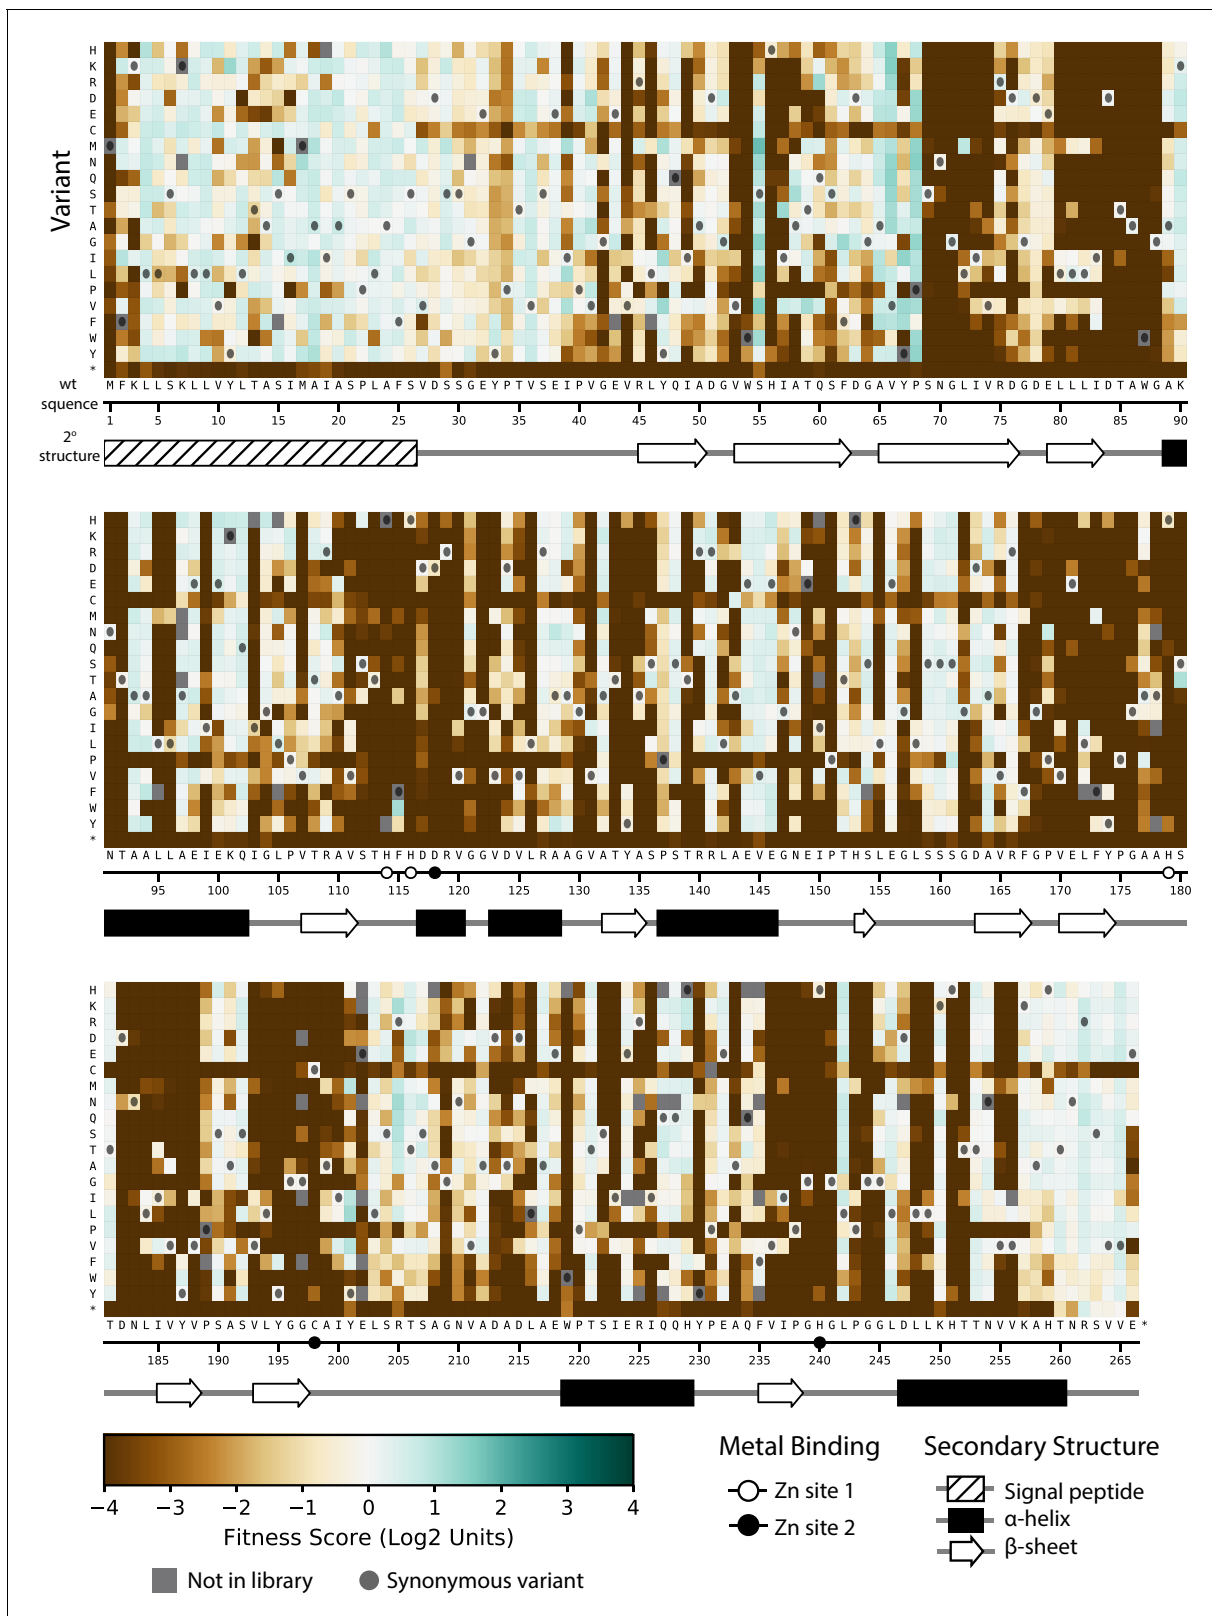 H
K
R
D
E
C
M
N
Q
S
T
A
G
I
L
P
V
F
W
Y
*
Variant
wt
squence
M F K L L S K L L V Y L T A S I M A I A S P L A F S V D S S G E Y P T V S E I P V G E V R L Y Q I A D G V W S H I A T Q S F D G A V Y P S N G L I V R D G D E L L L I D T A W G A K
1 5 10 15 20 25 30 35 40 45 50 55 60 65 70 75 80 85 90
2º
structure
H
K
R
D
E
C
M
N
Q
S
T
A
G
I
L
P
V
F
W
Y
*
N T A A L L A E I E K Q I G L P V T R A V S T H F H D D R V G G V D V L R A A G V A T Y A S P S T R R L A E V E G N E I P T H S L E G L S S S G D A V R F G P V E L F Y P G A A H S
95 100 105 110 115 120 125 130 135 140 145 150 155 160 165 170 175 180
H
K
R
D
E
C
M
N
Q
S
T
A
G
I
L
P
V
F
W
Y
*
T D N L I V Y V P S A S V L Y G G C A I Y E L S R T S A G N V A D A D L A E W P T S I E R I Q Q H Y P E A Q F V I P G H G L P G G L D L L K H T T N V V K A H T N R S V V E *
185 190 195 200 205 210 215 220 225 230 235 240 245 250 255 260 265
−4 −3 −2 −1 0 1 2 3 4
Fitness Score (Log2 Units)
Not in library
Synonymous variant
Metal Binding
Zn site 1
Zn site 2
Secondary Structure
Signal peptide
α-helix
β-sheet